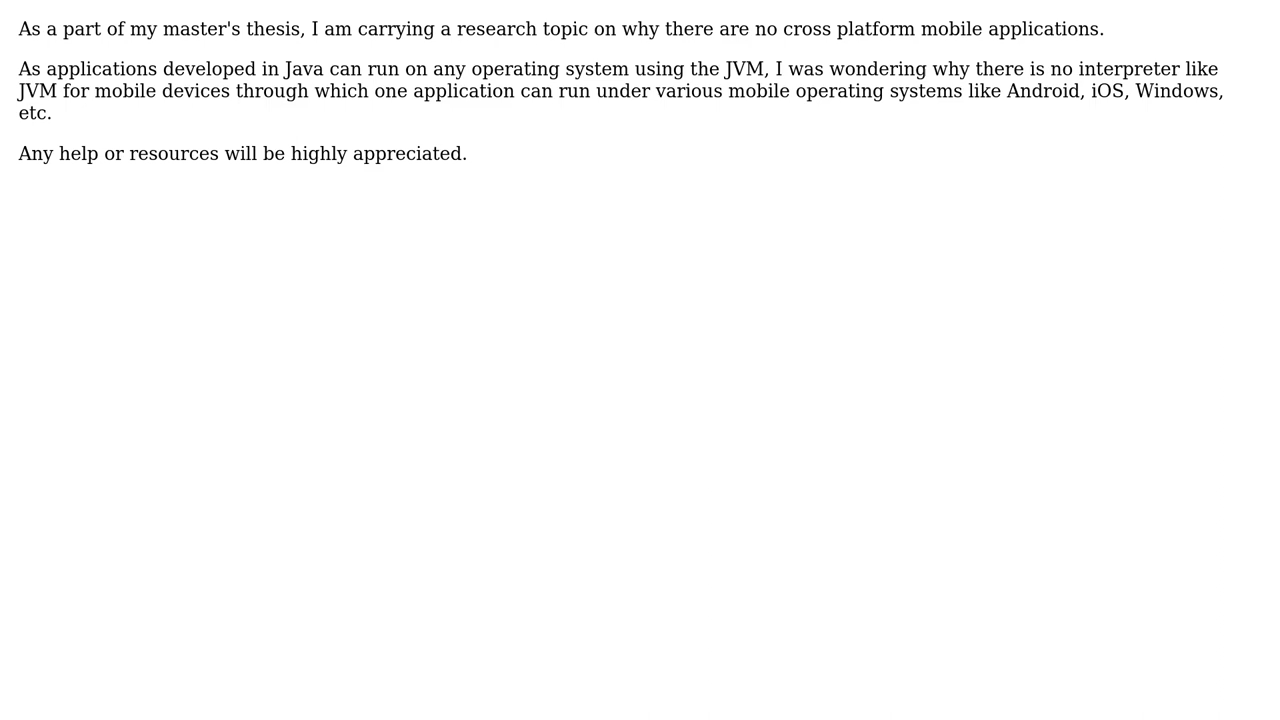 As a part of my master's thesis, I am carrying a research topic on why there are no cross platform mobile applications.
As applications developed in Java can run on any operating system using the JVM, I was wondering why there is no interpreter like
JVM for mobile devices through which one application can run under various mobile operating systems like Android, iOS, Windows,
etc.
Any help or resources will be highly appreciated.